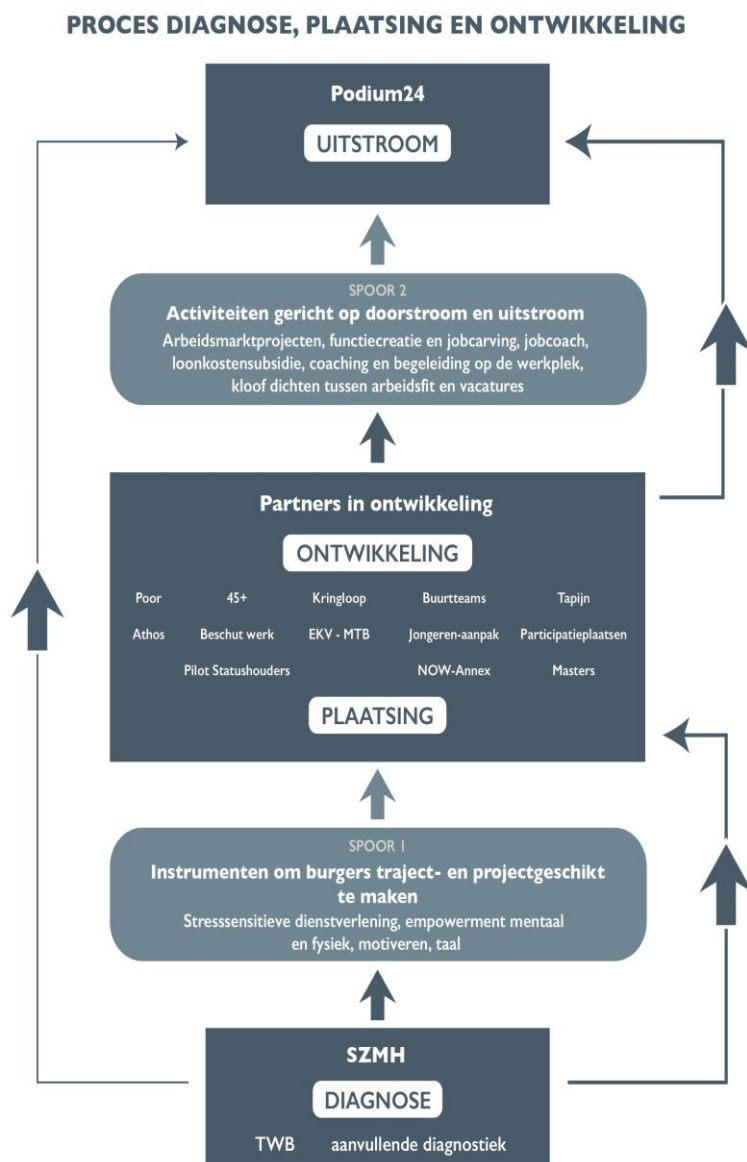 PROCES DIAGNOSE, PLAATSING EN ONTWIKKELING
Podium24
UITSTROOM
SPOOR 2
Activiteiten gericht op doorstroom en uitstroom
Arbeidsmarktprojecten, functiecreatie en jobcarving, jobcoach,
loonkostensubsidie, coaching en begeleiding op de werkplek,
kloof dichten tussen arbeidsfit en vacatures
Partners in ontwikkeling
ONTWIKKELING
Poor 45+ Kringloop Buurtteams Tapijn
Athos Beschut werk EKV - MTB Jongeren-aanpak Participatieplaatsen
Pilot Statushouders NOW-Annex Masters
PLAATSING
SPOOR 1
Instrumenten om burgers traject- en projectgeschikt
te maken
Stresssensitieve dienstverlening, empowerment mentaal
en fysiek, motiveren, taal
SZMH
DIAGNOSE
TWB aanvullende diagnostiek